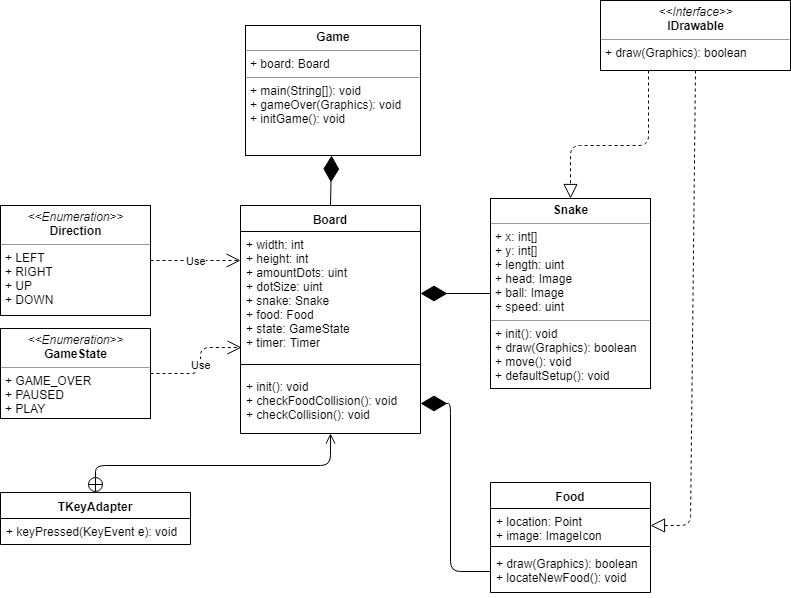 <<Interface>>
IDrawable
+ draw(Graphics): boolean
Game
+ board: Board
+ main(String[]): void
+ gameOver(Graphics): void
+ initGame(): void
<<Enumeration>>
Direction
+ LEFT
+ RIGHT
+ UP
+ DOWN
Use
Board
+ width: int
+ height: int
+ amountDots: uint
+ dotSize: uint
+ snake: Snake
+ food: Food
+ state: GameState
+ timer: Timer
+ init(): void
+ checkFoodCollision(): void
+ checkCollision(): void
Snake
+ x: int[]
+ y: int[]
+ length: uint
+ head: Image
+ ball: Image
+ speed: uint
+ init(): void
+ draw(Graphics): boolean
+ move(): void
+ defaultSetup(): void
<<Enumeration>>
GameState
+ GAME_OVER
+ PAUSED
+ PLAY
Use
TKeyAdapter
+ keyPressed(KeyEvent e): void
Food
+ location: Point
+ image: ImageIcon
+ draw(Graphics): boolean
+ locateNewFood(): void